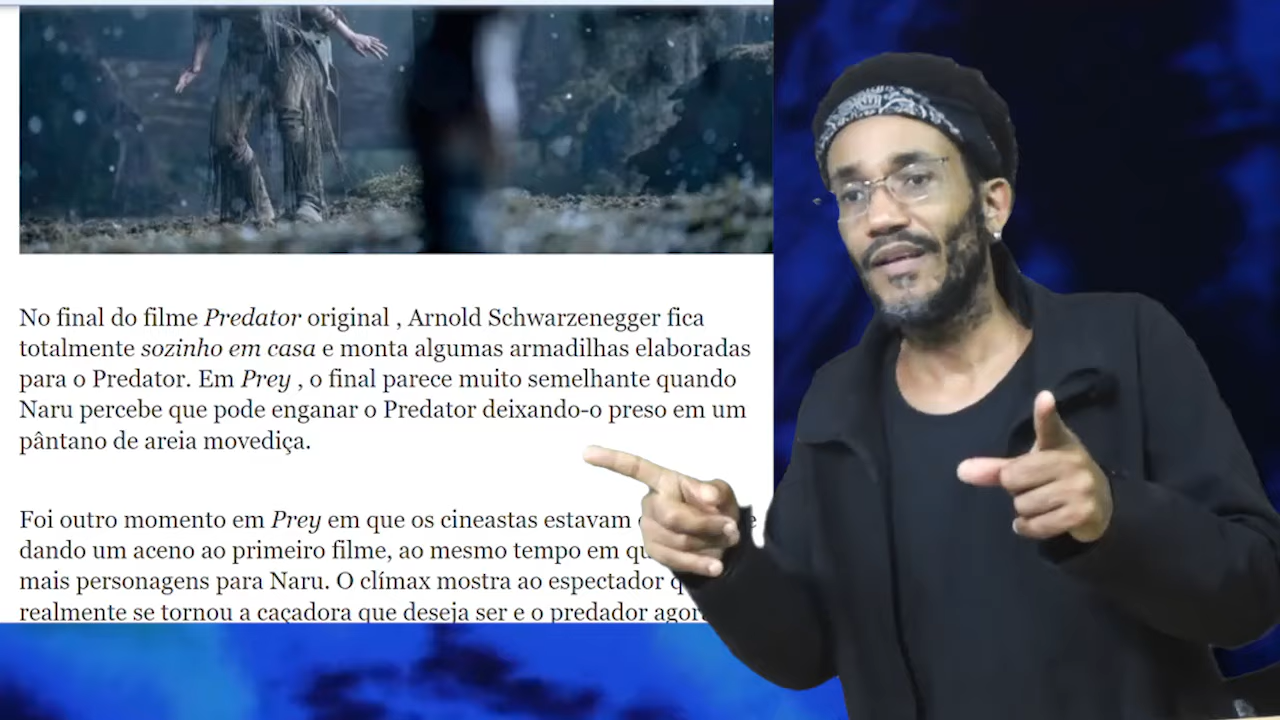 No final do filme Predator original , Arnold Schwarzenegger fica
totalmente sozinho em casa e monta algumas armadilhas elaboradas
para o Predator. Em Prey , o final parece muito semelhante quando
Naru percebe que pode enganar o Predator deixando-o preso em um
pântano de areia movediça.
Foi outro momento em Prey em que os cineastas estavam
dando um aceno ao primeiro filme, ao mesmo tempo em
mais personagens para Naru. O clímax mostra ao espectador
realmente se tornou a caçadora que deseja ser e o predador